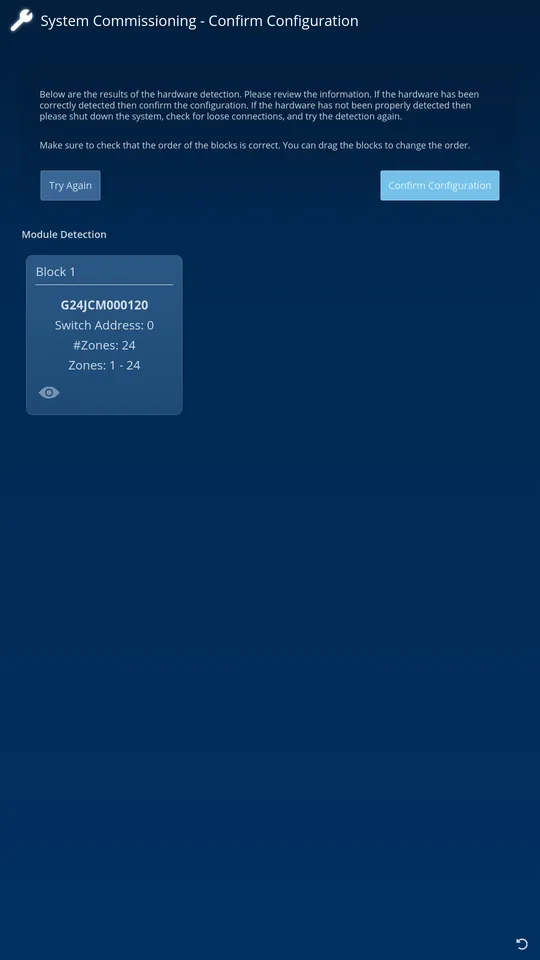 System Commissioning - Confirm Configuration
Below are the results of the hardware detection. Please review the information. If the hardware has been
correctly detected then confirm the configuration. If the hardware has not been properly detected then
please shut down the system, check for loose connections, and try the detection again.
Make sure to check that the order of the blocks is correct. You can drag the blocks to change the order.
Try Again
Confirm Configuration
Module Detection
Block 1
G24JCM000120
Switch Address: 0
#Zones: 24
Zones: 1 - 24